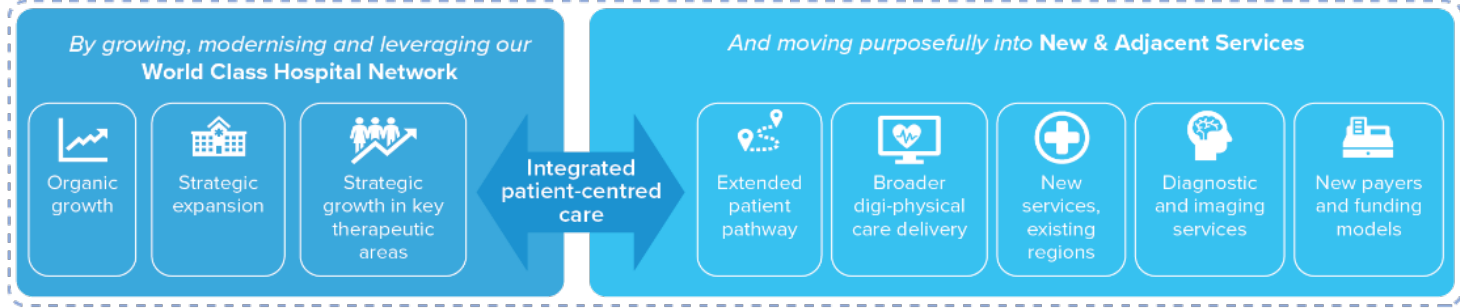 By growing, modernising and leveraging our
World Class Hospital Network
Organic
growth
Strategic
expansion
Strategic
growth in key
therapeutic
areas
Integrated
patient-centred
care
And moving purposefully into New & Adjacent Services
Extended
patient
pathway
Broader
digi-physical
care delivery
New
services,
existing
regions
Diagnostic
and imaging
services
New payers
and funding
models